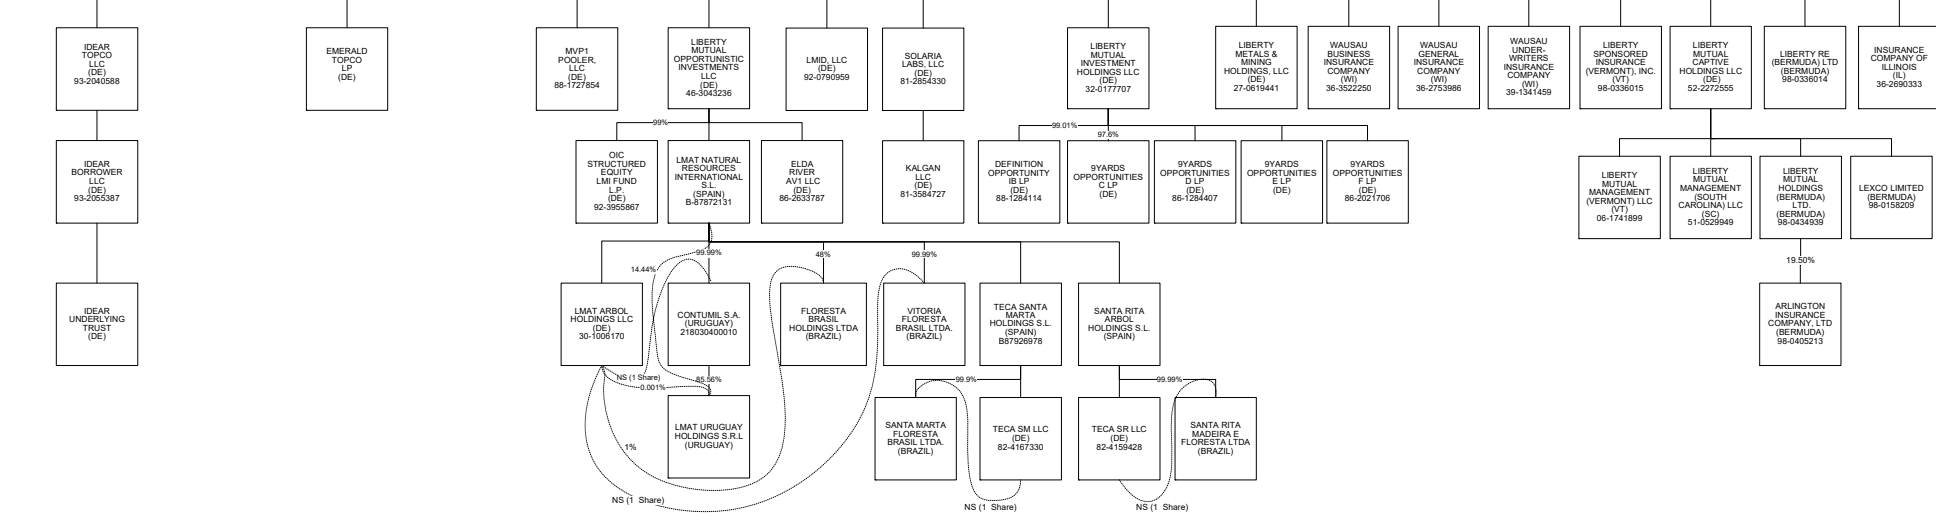 IDEAR
TOPCO
LLC
(DE)
93-2040588
EMERALD
TOPCO
LP
(DE)
MVP1
POOLER,
LLC
(DE)
88-1727854
LIBERTY
MUTUAL
OPPORTUNISTIC
INVESTMENTS
LLC
(DE)
46-3043236
LMID, LLC
(DE)
92-0790959
SOLARIA
LABS, LLC
(DE)
81-2854330
LIBERTY
MUTUAL
INVESTMENT
HOLDINGS LLC
(DE)
32-0177707
LIBERTY
METALS &
MINING
HOLDINGS, LLC
(DE)
27-0619441
WAUSAU
BUSINESS
INSURANCE
COMPANY
(WI)
36-3522250
WAUSAU
GENERAL
INSURANCE
COMPANY
(WI)
36-2753986
WAUSAU
UNDER-
WRITERS
INSURANCE
COMPANY
(WI)
39-1341459
LIBERTY
SPONSORED
INSURANCE
(VERMONT), INC.
(VT)
98-0336015
LIBERTY
MUTUAL
CAPTIVE
HOLDINGS LLC
(DE)
52-2272555
LIBERTY RE
(BERMUDA) LTD
(BERMUDA)
98-0336014
INSURANCE
COMPANY OF
ILLINOIS
(IL)
36-2690333
99%
99.01%
97.6%
IDEAR
BORROWER
LLC
(DE)
93-2055387
OIC
STRUCTURED
EQUITY
LMI FUND
L.P.
(DE)
92-3955867
LMAT NATURAL
RESOURCES
INTERNATIONAL
S.L.
(SPAIN)
B-87872131
ELDA
RIVER
AV1 LLC
(DE)
86-2633787
KALGAN
LLC
(DE)
81-3584727
DEFINITION
OPPORTUNITY
IB LP
(DE)
88-1284114
9YARDS
OPPORTUNITIES
C LP
(DE)
9YARDS
OPPORTUNITIES
D LP
(DE)
86-1284407
9YARDS
OPPORTUNITIES
E LP
(DE)
9YARDS
OPPORTUNITIES
F LP
(DE)
86-2021706
LIBERTY
MUTUAL
MANAGEMENT
(VERMONT) LLC
(VT)
06-1741899
LIBERTY
MUTUAL
MANAGEMENT
(SOUTH
CAROLINA) LLC
(SC)
51-0529949
LIBERTY
MUTUAL
HOLDINGS
(BERMUDA)
LTD.
(BERMUDA)
98-0434939
LEXCO LIMITED
(BERMUDA)
98-0158209
14.44%
99.99%
48%
99.99%
19.50%
IDEAR
UNDERLYING
TRUST
(DE)
LMAT ARBOL
HOLDINGS LLC
(DE)
30-1006170
CONTUMIL S.A.
(URUGUAY)
218030400010
FLORESTA
BRASIL
HOLDINGS LTDA
(BRAZIL)
VITORIA
FLORESTA
BRASIL LTDA.
(BRAZIL)
TECA SANTA
MARTA
HOLDINGS S.L.
(SPAIN)
B87926978
SANTA RITA
ARBOL
HOLDINGS S.L.
(SPAIN)
ARLINGTON
INSURANCE
COMPANY, LTD
(BERMUDA)
98-0405213
NS (1 Share)
0.001%
85.56%
99.9%
99.99%
LMAT URUGUAY
HOLDINGS S.R.L
(URUGUAY)
SANTA MARTA
FLORESTA
BRASIL LTDA.
(BRAZIL)
TECA SM LLC
(DE)
82-4167330
TECA SR LLC
(DE)
82-4159428
SANTA RITA
MADEIRA E
FLORESTA LTDA
(BRAZIL)
1%
NS (1 Share)
NS (1 Share)
NS (1 Share)